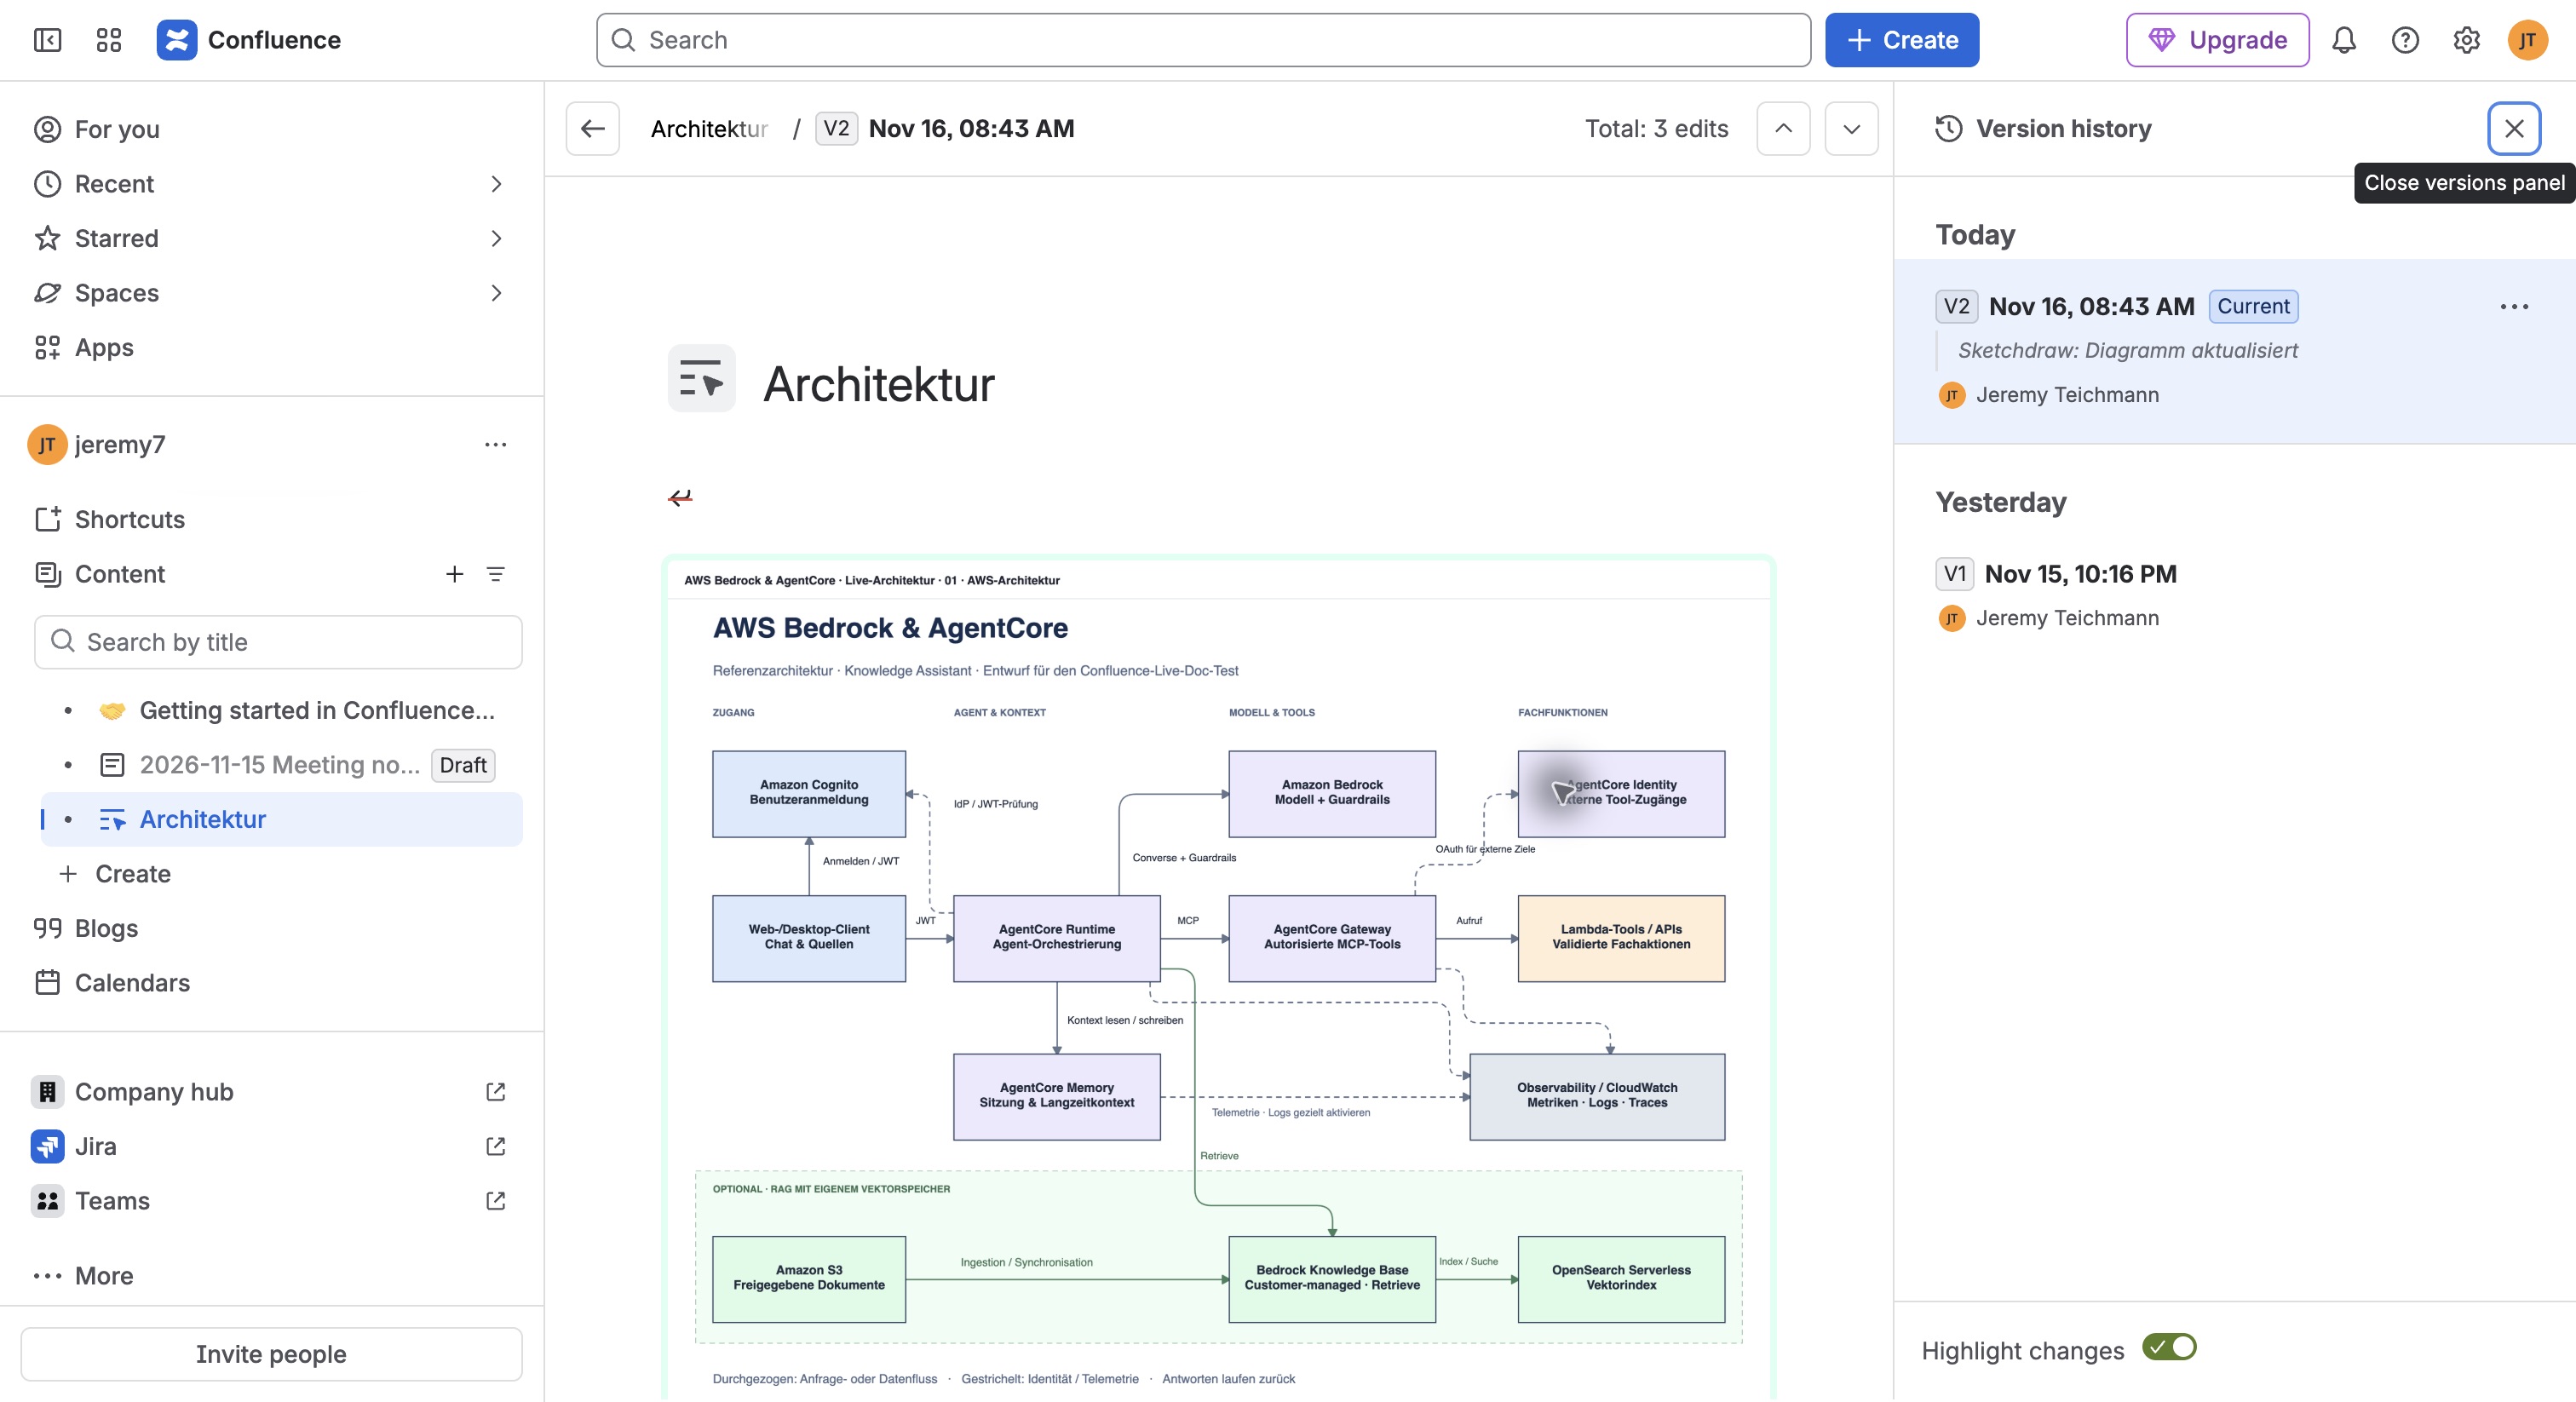 Confluence
Search
Create
Upgrade
JT
For you
Recent
Starred
Spaces
Apps
JT jeremy7
Shortcuts
Content
Search by title
Getting started in Confluence...
2026-11-15 Meeting no... Draft
Architektur
Create
Blogs
Calendars
Company hub
Jira
Teams
More
Invite people
Architektur / V2 Nov 16, 08:43 AM
Total: 3 edits
Architektur
AWS Bedrock & AgentCore · Live-Architektur · 01 · AWS-Architektur
AWS Bedrock & AgentCore
Referenzarchitektur · Knowledge Assistant · Entwurf für den Confluence-Live-Doc-Test
ZUGANG
AGENT & KONTEXT
MODELL & TOOLS
FACHFUNKTIONEN
Amazon Cognito
Benutzeranmeldung
IdP / JWT-Prüfung
Amazon Bedrock
Modell + Guardrails
AgentCore Identity
Tool-Zugänge
Anmelden / JWT
Converse + Guardrails
OAuth für externe Ziele
Web-/Desktop-Client
Chat & Quellen
JWT
AgentCore Runtime
Agent-Orchestrierung
MCP
AgentCore Gateway
Autorisierte MCP-Tools
Aufruf
Lambda-Tools / APIs
Validierte Fachaktionen
Kontext lesen / schreiben
AgentCore Memory
Sitzung & Langzeitkontext
Telemetrie · Logs gezielt aktivieren
Observability / CloudWatch
Metriken · Logs · Traces
Retrieve
OPTIONAL · RAG MIT EIGENEM VEKTORSPEICHER
Amazon S3
Freigegebene Dokumente
Ingestion / Synchronisation
Bedrock Knowledge Base
Customer-managed · Retrieve
Index / Suche
OpenSearch Serverless
Vektorindex
Durchgezogen: Anfrage- oder Datenfluss · Gestrichelt: Identität / Telemetrie · Antworten laufen zurück
Version history
Close versions panel
Today
V2 Nov 16, 08:43 AM Current
Sketchdraw: Diagramm aktualisiert
JT Jeremy Teichmann
Yesterday
V1 Nov 15, 10:16 PM
JT Jeremy Teichmann
Highlight changes